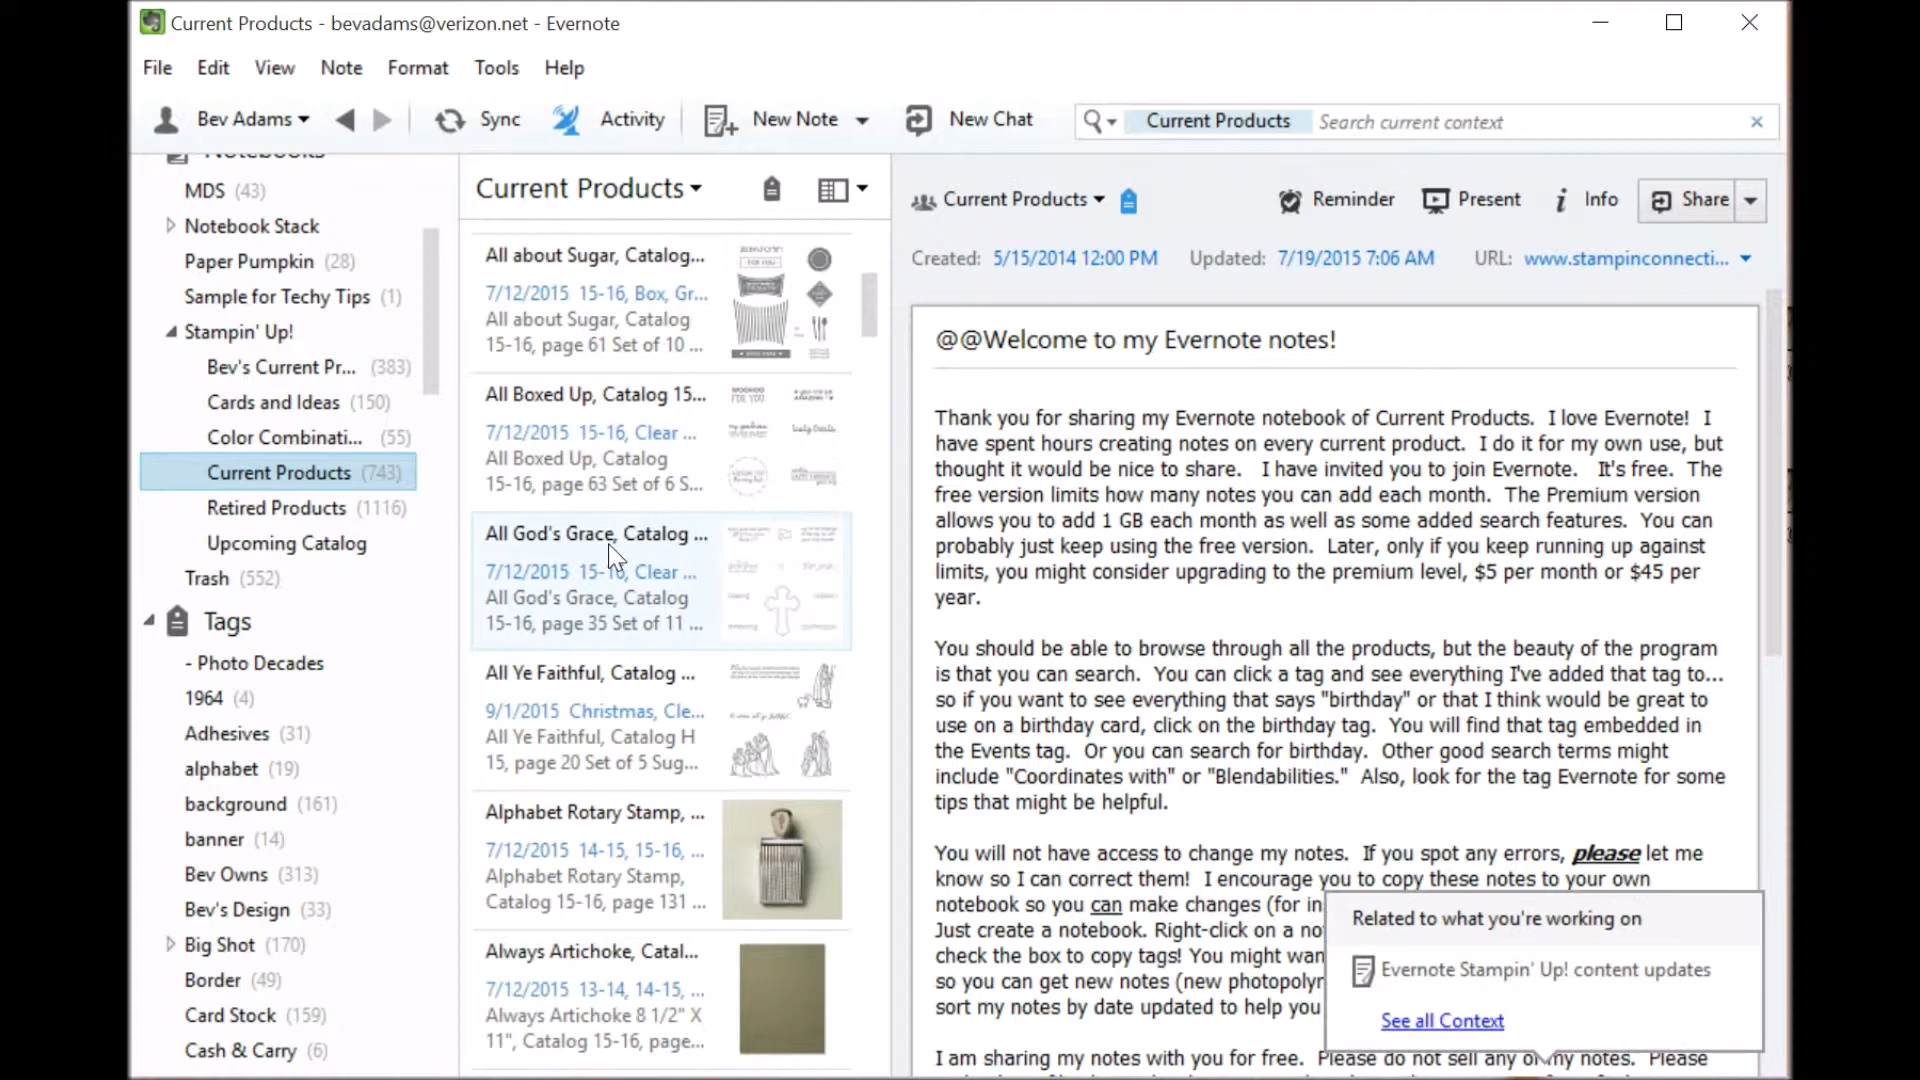 Current Products - bevadams@verizon.net - Evernote
File Edit View Note Format Tools Help
Bev Adams Sync Activity New Note New Chat Current Products Search current context
Notebooks
MDS (43)
Notebook Stack
Paper Pumpkin (28)
Sample for Techy Tips (1)
Stampin' Up!
Bev's Current Pr... (383)
Cards and Ideas (150)
Color Combinati... (55)
Current Products (743)
Retired Products (1116)
Upcoming Catalog
Trash (552)
Tags
- Photo Decades
1964 (4)
Adhesives (31)
alphabet (19)
background (161)
banner (14)
Bev Owns (313)
Bev's Design (33)
Big Shot (170)
Border (49)
Card Stock (159)
Cash & Carry (6)
Current Products
All about Sugar, Catalog...
7/12/2015 15-16, Box, Gr...
All about Sugar, Catalog
15-16, page 61 Set of 10 ...
FOR YOU
All Boxed Up, Catalog 15...
7/12/2015 15-16, Clear ...
All Boxed Up, Catalog
15-16, page 63 Set of 6 S...
FOR YOU
All God's Grace, Catalog ...
7/12/2015 15-16, Clear ...
All God's Grace, Catalog
15-16, page 35 Set of 11 ...
All Ye Faithful, Catalog ...
9/1/2015 Christmas, Cle...
All Ye Faithful, Catalog H
15, page 20 Set of 5 Sug...
Alphabet Rotary Stamp, ...
7/12/2015 14-15, 15-16, ...
Alphabet Rotary Stamp,
Catalog 15-16, page 131 ...
Always Artichoke, Catal...
7/12/2015 13-14, 14-15, ...
Always Artichoke 8 1/2" X
11", Catalog 15-16, page...
Current Products Reminder Present Info Share
Created: 5/15/2014 12:00 PM Updated: 7/19/2015 7:06 AM URL: www.stampinconnecti...
@@Welcome to my Evernote notes!
Thank you for sharing my Evernote notebook of Current Products. I love Evernote! I
have spent hours creating notes on every current product. I do it for my own use, but
thought it would be nice to share. I have invited you to join Evernote. It's free. The
free version limits how many notes you can add each month. The Premium version
allows you to add 1 GB each month as well as some added search features. You can
probably just keep using the free version. Later, only if you keep running up against
limits, you might consider upgrading to the premium level, $5 per month or $45 per
year.
You should be able to browse through all the products, but the beauty of the program
is that you can search. You can click a tag and see everything I've added that tag to...
so if you want to see everything that says "birthday" or that I think would be great to
use on a birthday card, click on the birthday tag. You will find that tag embedded in
the Events tag. Or you can search for birthday. Other good search terms might
include "Coordinates with" or "Blendabilities." Also, look for the tag Evernote for some
tips that might be helpful.
You will not have access to change my notes. If you spot any errors, please let me
know so I can correct them! I encourage you to copy these notes to your own
notebook so you can make changes (for in
Just create a notebook. Right-click on a no
check the box to copy tags! You might wan
so you can get new notes (new photopolyr
sort my notes by date updated to help you
I am sharing my notes with you for free. Please do not sell any of my notes. Please
Related to what you're working on
Evernote Stampin' Up! content updates
See all Context